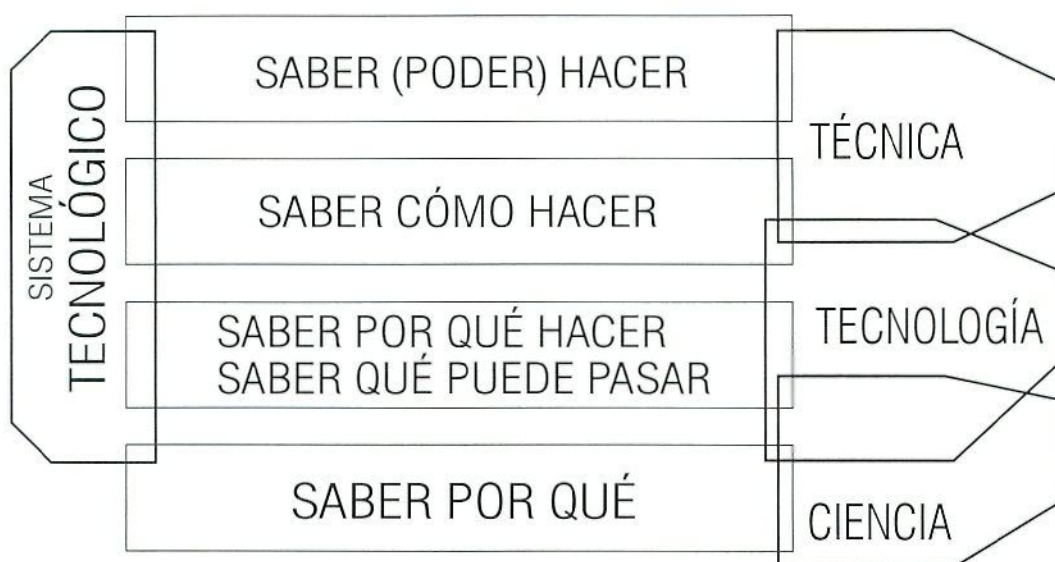 SISTEMA
TECNOLÓGICO
SABER (PODER) HACER
SABER CÓMO HACER
SABER POR QUÉ HACER
SABER QUÉ PUEDE PASAR
SABER POR QUÉ
TÉCNICA
TECNOLOGÍA
CIENCIA